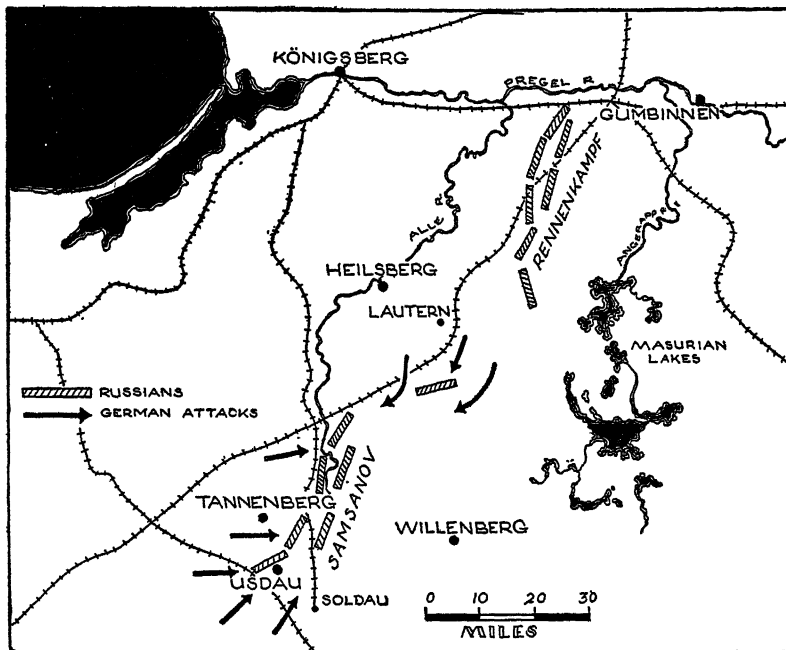 KÖNIGSBERG
PREGEL R.
GUMBINNEN
RENNENKAMPF
ALLE R.
ANGERAPP R.
HEILSBERG
LAUTERN
MASURIAN
LAKES
RUSSIANS
GERMAN ATTACKS
SAMSANOV
TANNENBERG
WILLENBERG
USDAU
SOLDAU
0 10 20 30
MILES